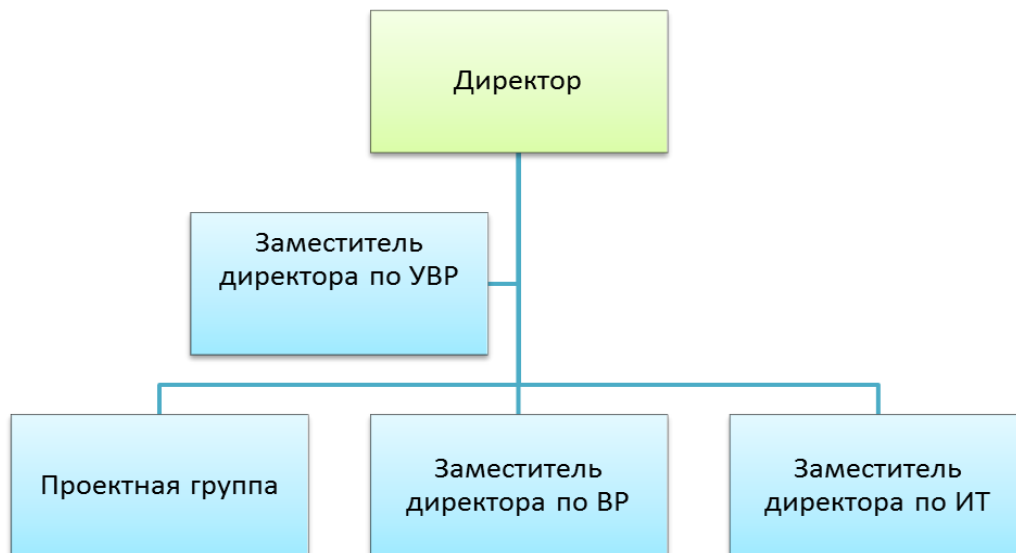 Директор
Заместитель
директора по УВР
Проектная группа
Заместитель
директора по ВР
Заместитель
директора по ИТ